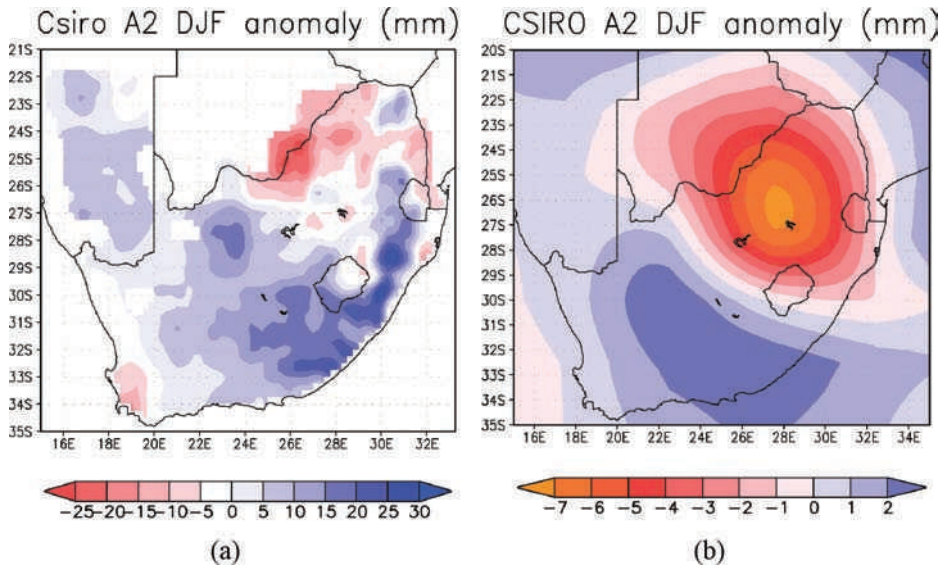 Csiro A2 DJF anomaly (mm)
21S
22S
23S
24S
25S
26S
27S
28S
29S
30S
31S
32S
33S
34S
35S
16E 18E 20E 22E 24E 26E 28E 30E 32E
-25 -20 -15 -10 -5 0 5 10 15 20 25 30
(a)
CSIRO A2 DJF anomaly (mm)
20S
21S
22S
23S
24S
25S
26S
27S
28S
29S
30S
31S
32S
33S
34S
35S
16E 18E 20E 22E 24E 26E 28E 30E 32E 34E
-7 -6 -5 -4 -3 -2 -1 0 1 2
(b)